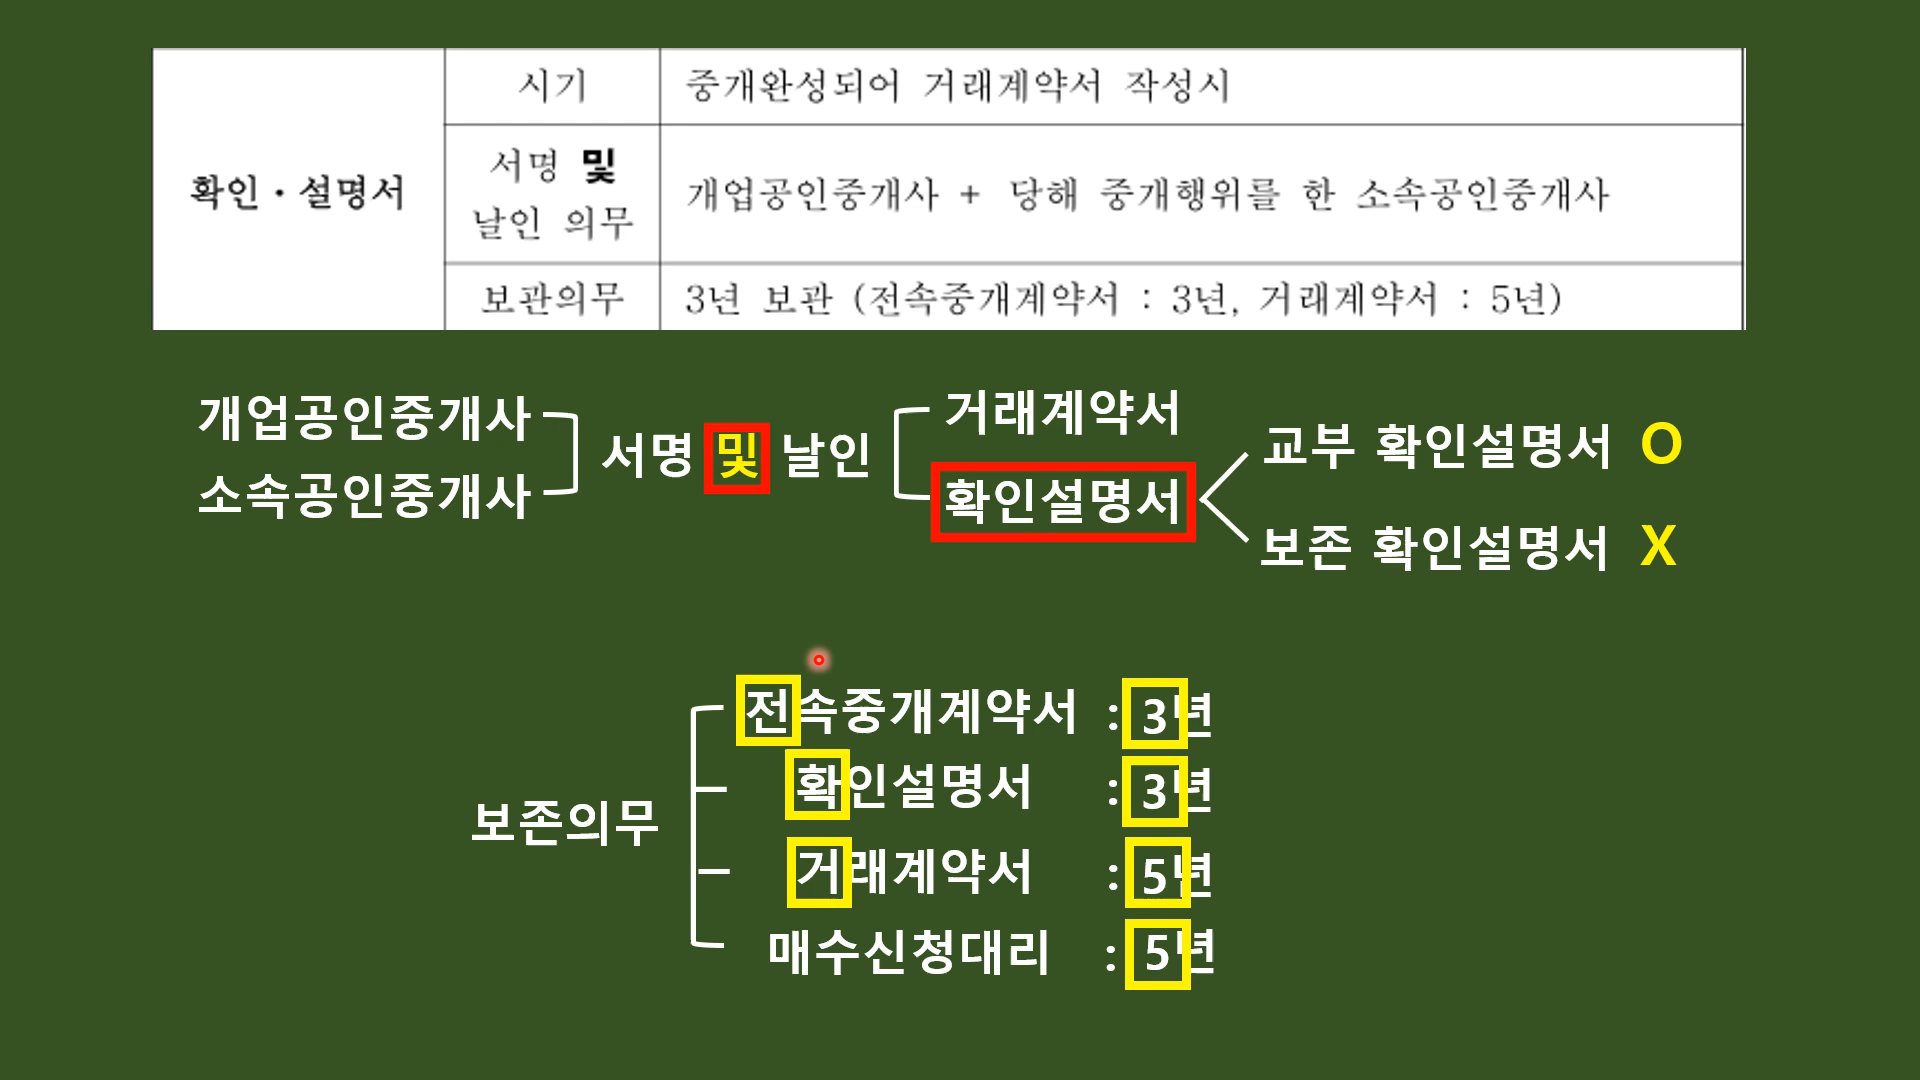 확인・설명서
시기
중개완성되어 거래계약서 작성시
서명 및
날인 의무
개업공인중개사 + 당해 중개행위를 한 소속공인중개사
보관의무
3년 보관 (전속중개계약서 : 3년, 거래계약서 : 5년)
개업공인중개사
소속공인중개사
서명 및 날인
거래계약서
확인설명서
교부 확인설명서 O
보존 확인설명서 X
보존의무
전속중개계약서 : 3년
확인설명서 : 3년
거래계약서 : 5년
매수신청대리 : 5년